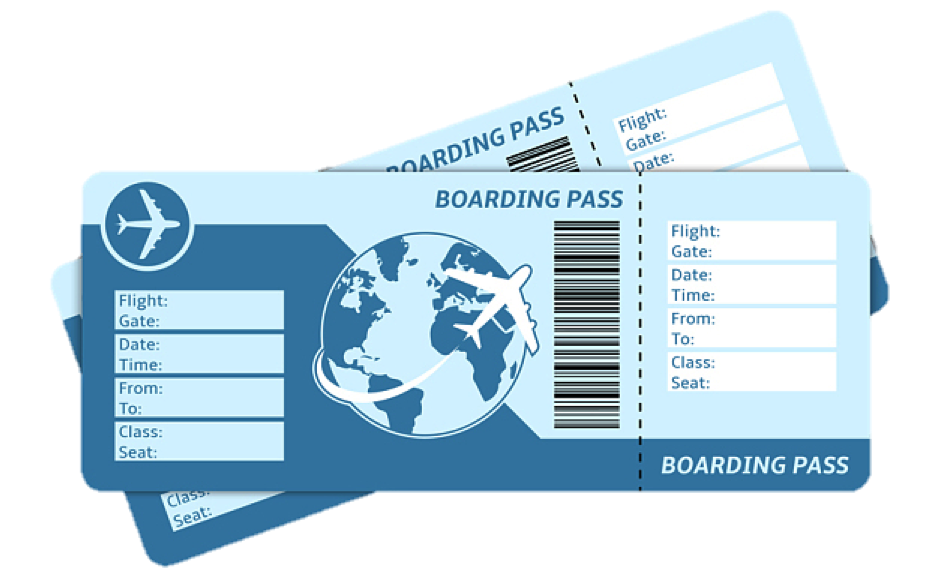 BOARDING PASS
Flight:
Gate:
Date:
BOARDING PASS
Flight:
Gate:
Date:
Time:
From:
To:
Class:
Seat:
Flight:
Gate:
Date:
Time:
From:
To:
Class:
Seat:
BOARDING PASS
Class:
Seat: